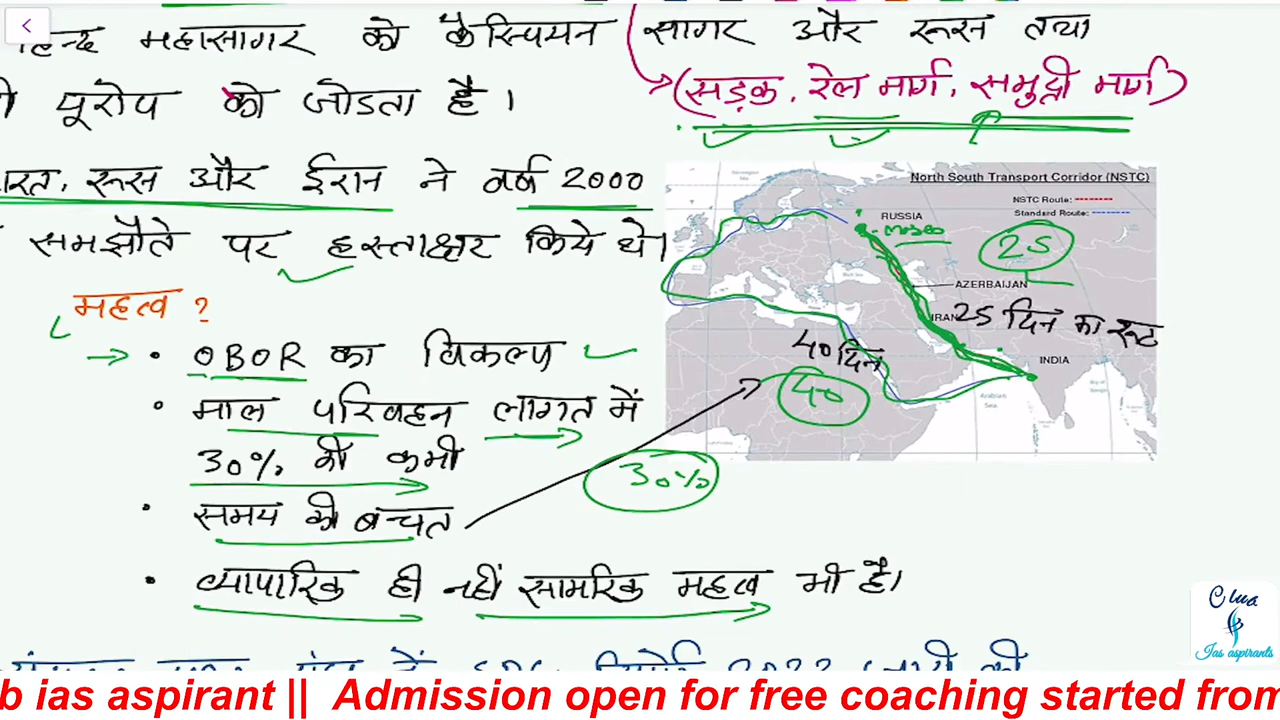 हिन्द महासागर को कैस्पियन सागर और रूस तथा
यूरोप को जोडता है।
(सड़क, रेल मार्ग, समुद्री मार्ग)
रूस और ईरान ने वर्ष 2000
समझौते पर हस्ताक्षर किये थे।
महत्व ?
• OBOR का विकल्प
• माल परिवहन लागत में
30% की कमी
• समय की बचत
• व्यापारिक ही नहीं सामरिक महत्व भी है।
North South Transport Corridor (NSTC)
NSTC Route:
Standard Route:
RUSSIA
25
AZERBAIJAN
IRAN
25 दिन का रूट
INDIA
40 दिन
40
Arabian Sea
30%
Ias aspirants
b ias aspirant || Admission open for free coaching started from